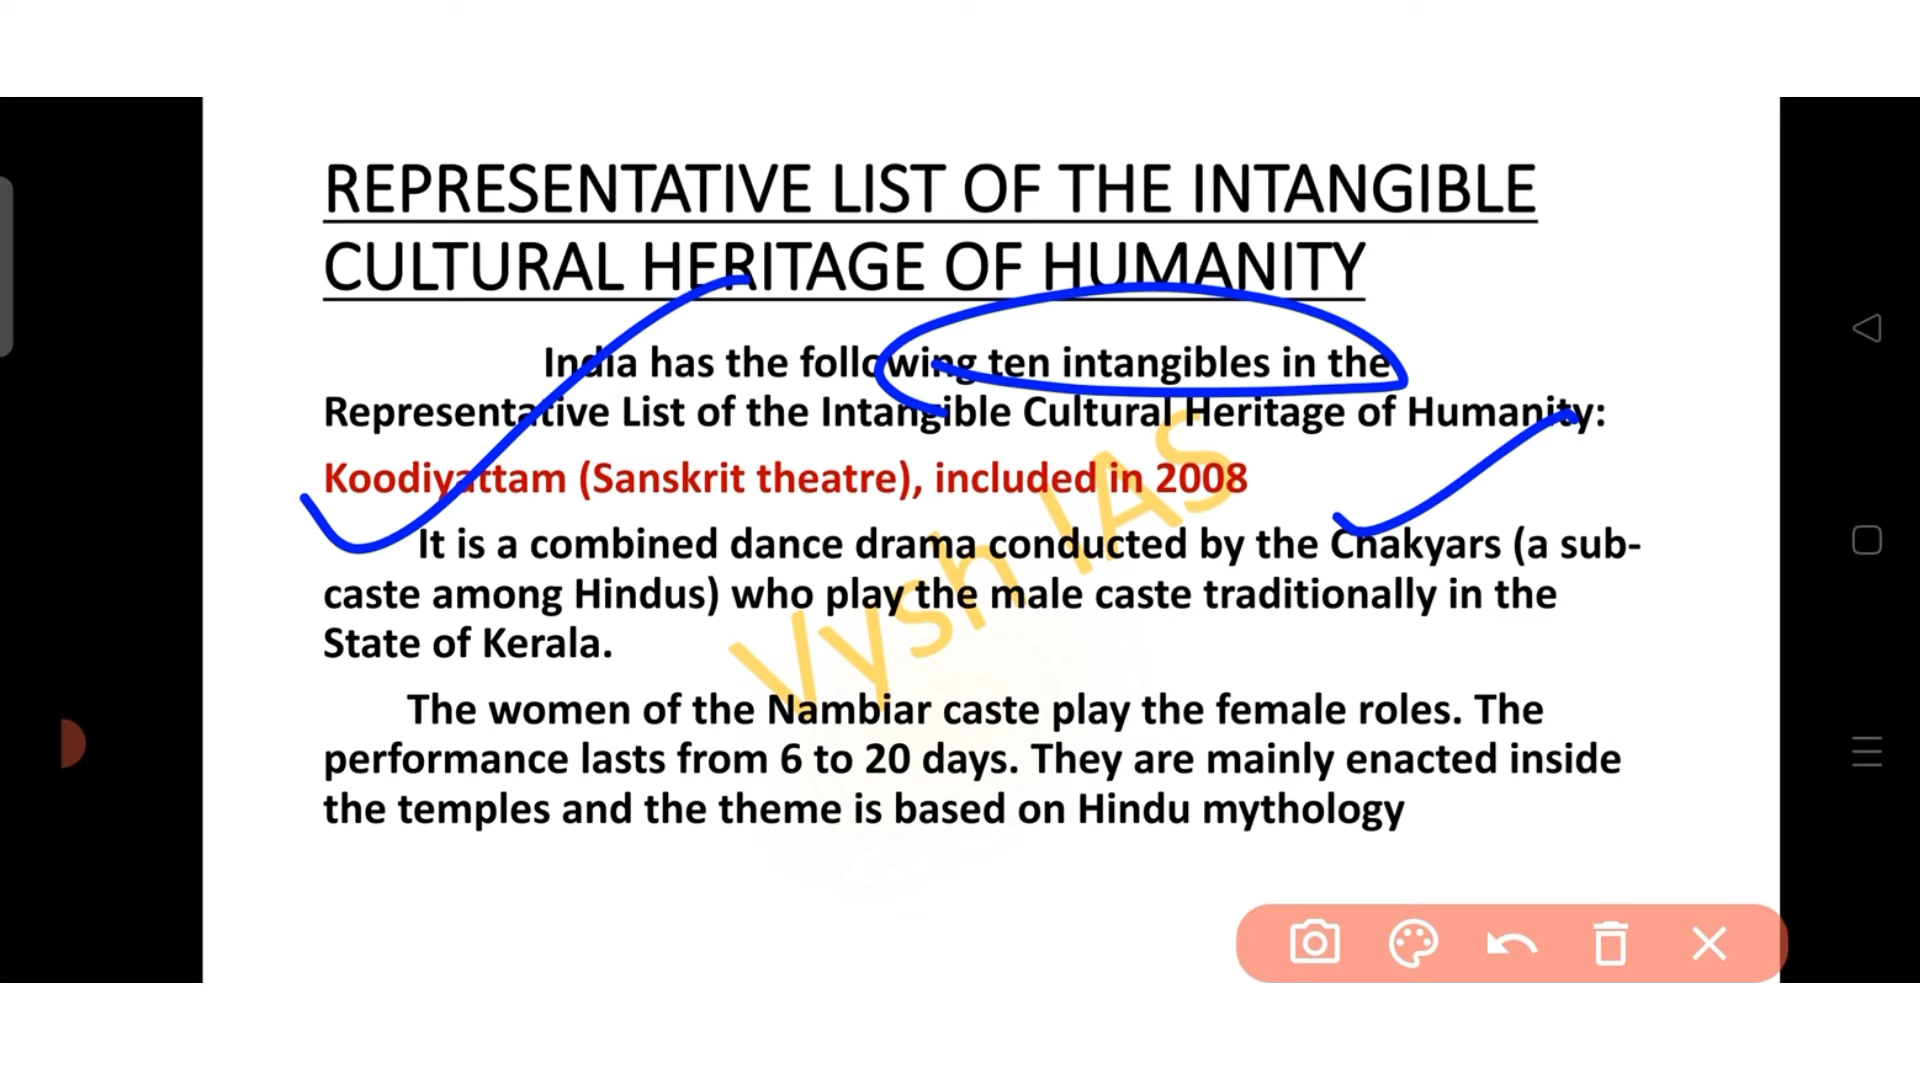 REPRESENTATIVE LIST OF THE INTANGIBLE
CULTURAL HERITAGE OF HUMANITY
India has the following ten intangibles in the
Representative List of the Intangible Cultural Heritage of Humanity:
Koodiyattam (Sanskrit theatre), included in 2008
It is a combined dance drama conducted by the Chakyars (a sub-
caste among Hindus) who play the male caste traditionally in the
State of Kerala.
The women of the Nambiar caste play the female roles. The
performance lasts from 6 to 20 days. They are mainly enacted inside
the temples and the theme is based on Hindu mythology
Vysh IAS